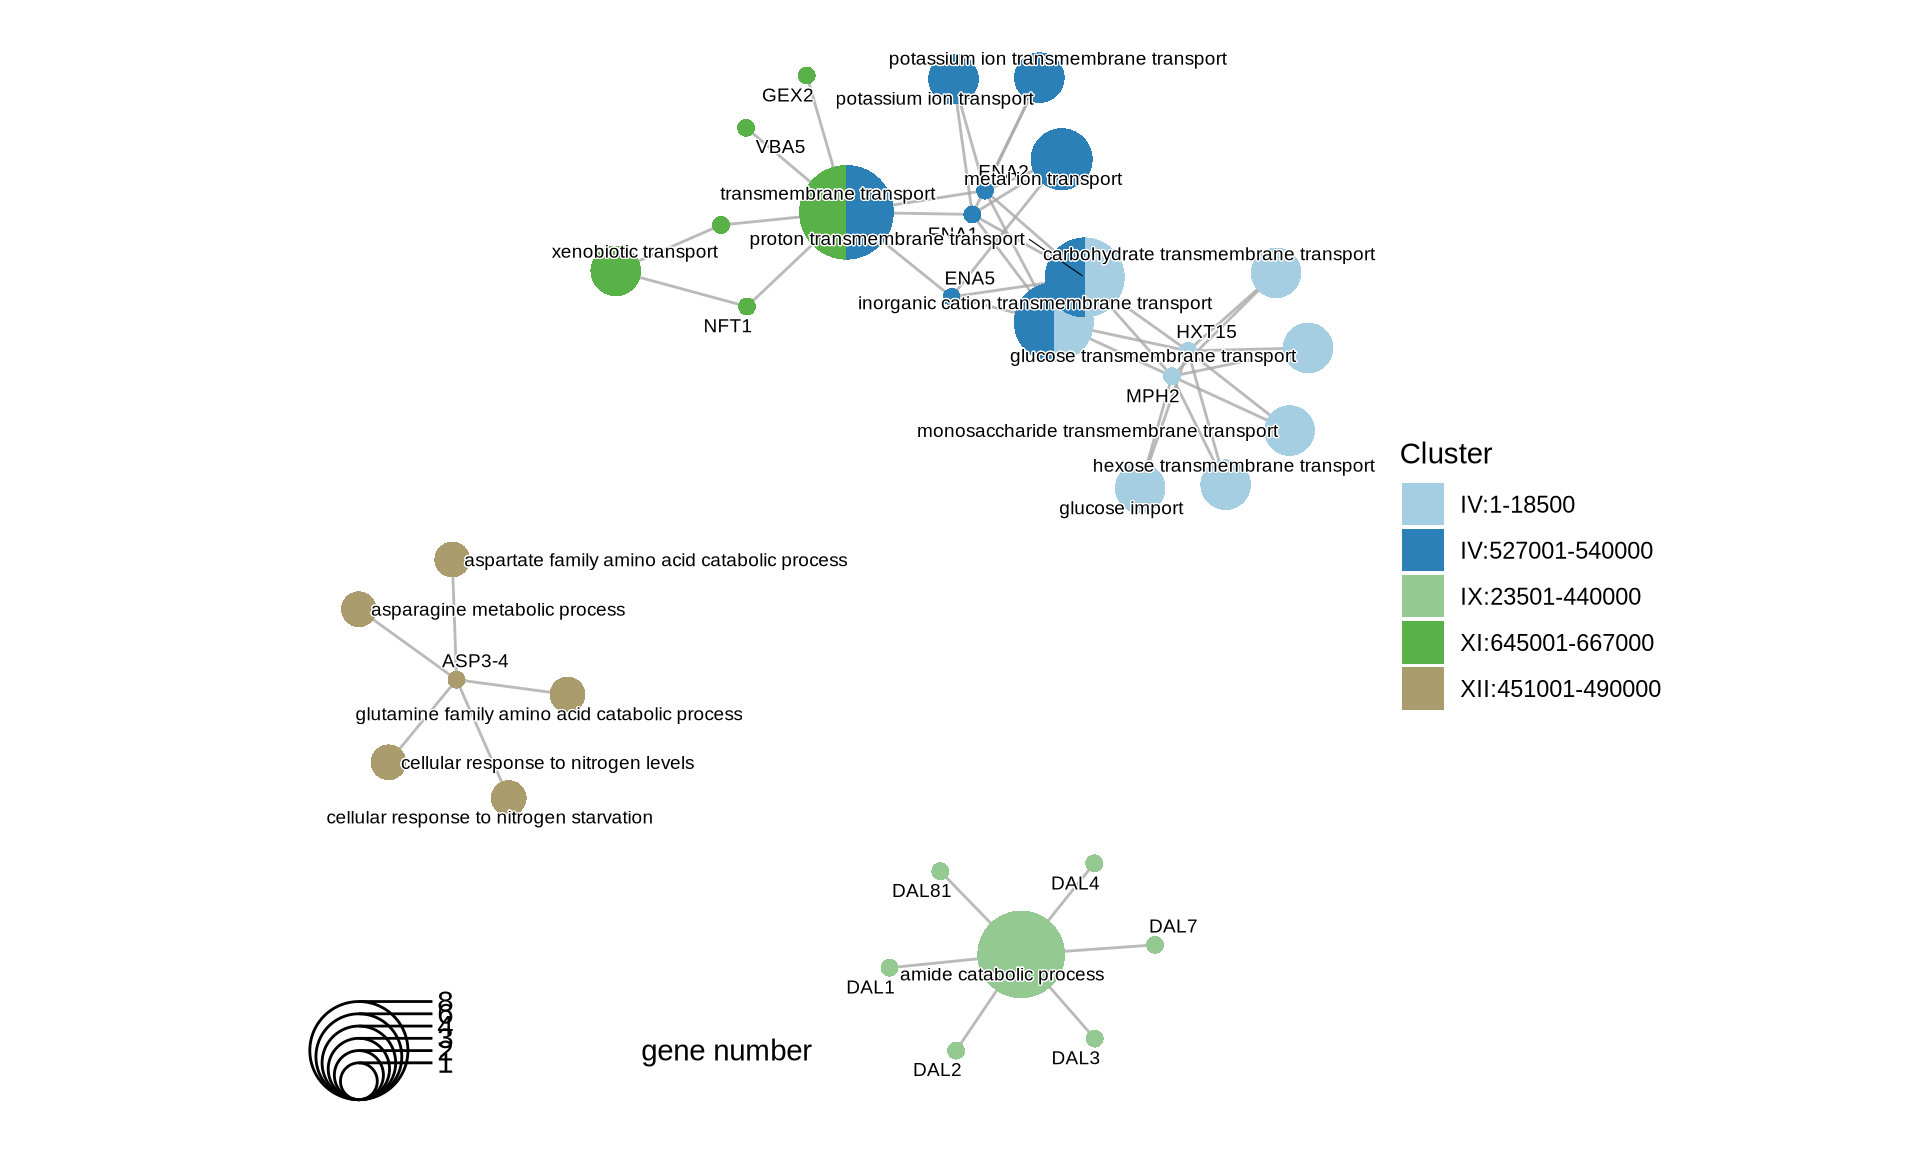 potassium ion transmembrane transport
GEX2
potassium ion transport
VBA5
ENA2
metal ion transport
transmembrane transport
ENA1
proton transmembrane transport
xenobiotic transport
carbohydrate transmembrane transport
ENA5
inorganic cation transmembrane transport
NFT1
HXT15
glucose transmembrane transport
MPH2
monosaccharide transmembrane transport
hexose transmembrane transport
glucose import
Cluster
IV:1-18500
IV:527001-540000
IX:23501-440000
XI:645001-667000
XII:451001-490000
aspartate family amino acid catabolic process
asparagine metabolic process
ASP3-4
glutamine family amino acid catabolic process
cellular response to nitrogen levels
cellular response to nitrogen starvation
DAL81
DAL4
DAL7
amide catabolic process
DAL1
DAL2
DAL3
8
6
4
3
2
1
gene number